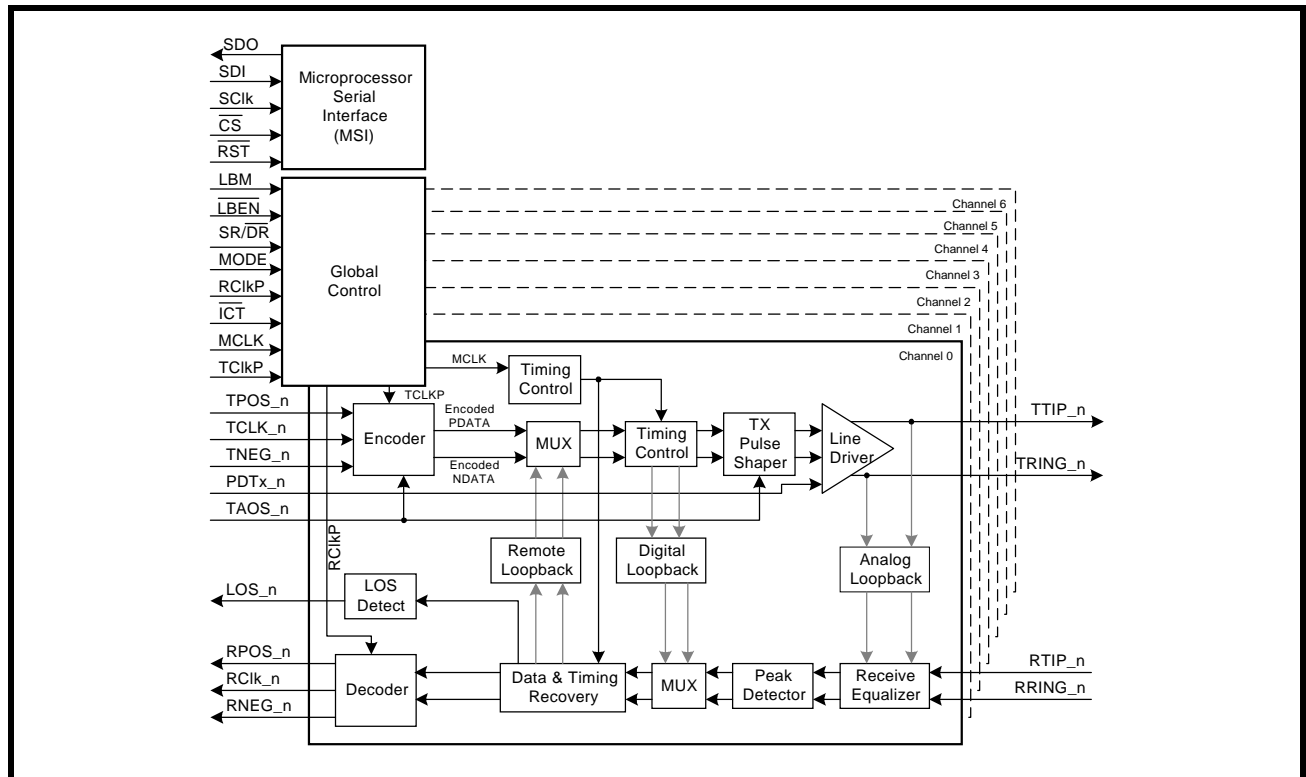 SDO
SDI
SClk
CS
RST
Microprocessor
Serial
Interface
(MSI)
LBM
LBEN
SR/DR
MODE
RClkP
ICT
MCLK
TClkP
Global
Control
Channel 6
Channel 5
Channel 4
Channel 3
Channel 2
Channel 1
Channel 0
MCLK
Timing
Control
TCLKP
TPOS_n
TCLK_n
TNEG_n
PDTx_n
TAOS_n
Encoder
Encoded
PDATA
Encoded
NDATA
MUX
Timing
Control
TX
Pulse
Shaper
Line
Driver
TTIP_n
TRING_n
RClkP
Remote
Loopback
Digital
Loopback
Analog
Loopback
LOS_n
LOS
Detect
RPOS_n
RClk_n
RNEG_n
Decoder
Data & Timing
Recovery
MUX
Peak
Detector
Receive
Equalizer
RTIP_n
RRING_n